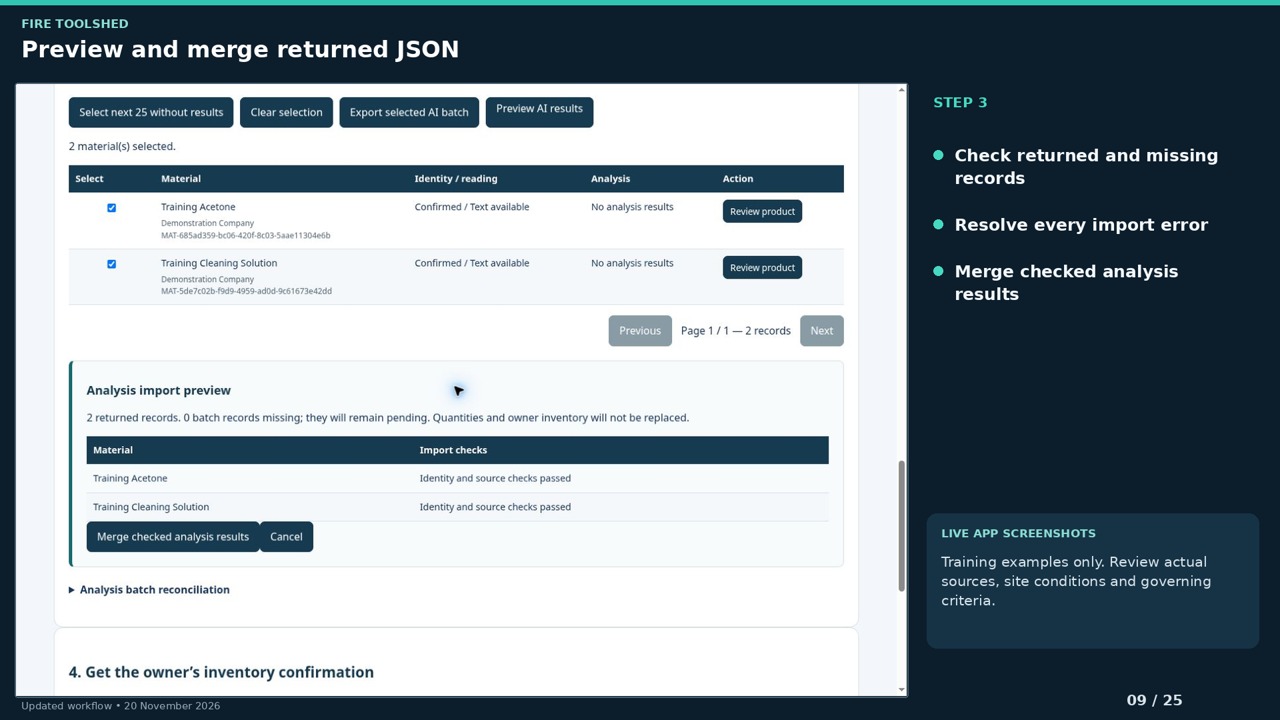 FIRE TOOLSHED
Preview and merge returned JSON
Select next 25 without results
Clear selection
Export selected AI batch
Preview AI results
2 material(s) selected.
Select Material Identity / reading Analysis Action
Training Acetone Confirmed / Text available No analysis results Review product
Demonstration Company
MAT-685ad359-bc06-420f-8c03-5aae11304e6b
Training Cleaning Solution Confirmed / Text available No analysis results Review product
Demonstration Company
MAT-5de7c02b-f9d9-4959-ad0d-9c61673e42dd
Previous Page 1 / 1 — 2 records Next
Analysis import preview
2 returned records. 0 batch records missing; they will remain pending. Quantities and owner inventory will not be replaced.
Material Import checks
Training Acetone Identity and source checks passed
Training Cleaning Solution Identity and source checks passed
Merge checked analysis results Cancel
Analysis batch reconciliation
4. Get the owner’s inventory confirmation
STEP 3
Check returned and missing
records
Resolve every import error
Merge checked analysis
results
LIVE APP SCREENSHOTS
Training examples only. Review actual
sources, site conditions and governing
criteria.
Updated workflow • 20 November 2026
09 / 25